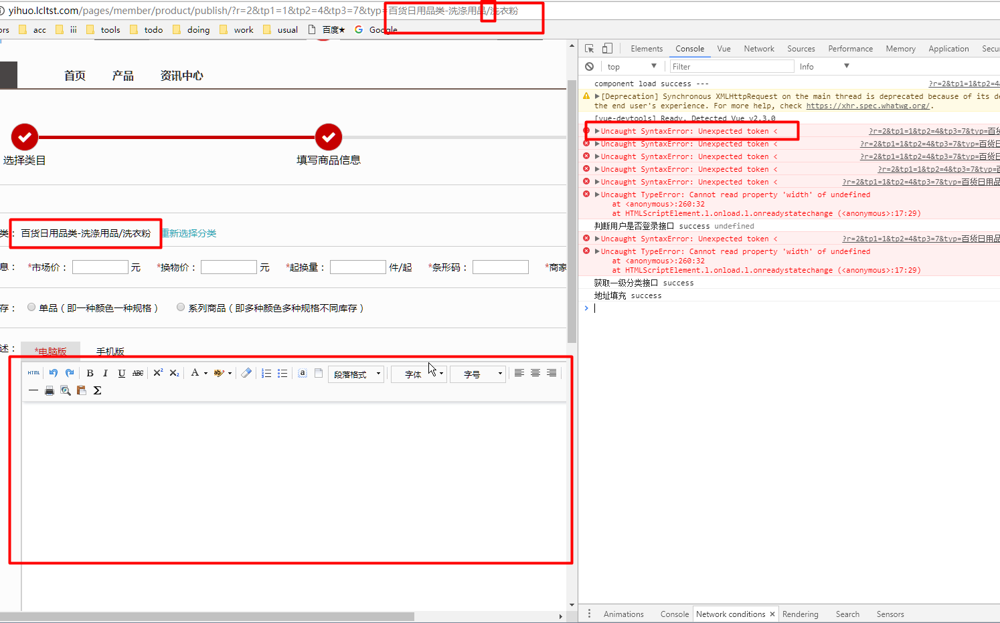 yihuo.lcltst.com/pages/member/product/publish/?r=2&tp1=1&tp2=4&tp3=7&typ=百货日用品类-洗涤用品/洗衣粉
ors acc iii tools todo doing work usual 百度★ Google
首页 产品 资讯中心
选择类目 填写商品信息
类： 百货日用品类-洗涤用品/洗衣粉 重新选择分类
息： *市场价： 元 *换物价： 元 *起换量： 件/起 *条形码： *商家
存： 单品（即一种颜色一种规格） 系列商品（即多种颜色多种规格不同库存）
述： *电脑版 手机版
HTML B I U ABC X² X₂ A ab a 段落格式 字体 字号
Σ
Elements Console Vue Network Sources Performance Memory Application Secu
top Filter Info
component load success --- ?r=2&tp1=1&tp2=4&
[Deprecation] Synchronous XMLHttpRequest on the main thread is deprecated because of its de
the end user's experience. For more help, check https://xhr.spec.whatwg.org/.
[vue-devtools] Ready. Detected Vue v2.3.0
Uncaught SyntaxError: Unexpected token < ?r=2&tp1=1&tp2=4&tp3=7&typ=百货
Uncaught SyntaxError: Unexpected token < ?r=2&tp1=1&tp2=4&tp3=7&typ=百货日
Uncaught SyntaxError: Unexpected token < ?r=2&tp1=1&tp2=4&tp3=7&typ=百货日
Uncaught SyntaxError: Unexpected token < ?r=2&tp1=1&tp2=4&tp3=7&typ=百
Uncaught SyntaxError: Unexpected token < ?r=2&tp1=1&tp2=4&tp3=7&typ=百货日用品
Uncaught TypeError: Cannot read property 'width' of undefined
at <anonymous>:260:32
at HTMLScriptElement.l.onload.l.onreadystatechange (<anonymous>:17:29)
判断用户是否登录接口 success undefined
Uncaught SyntaxError: Unexpected token < ?r=2&tp1=1&tp2=4&tp3=7&typ=百货日用品
Uncaught TypeError: Cannot read property 'width' of undefined
at <anonymous>:260:32
at HTMLScriptElement.l.onload.l.onreadystatechange (<anonymous>:17:29)
获取一级分类接口 success
地址填充 success
>
Animations Console Network conditions × Rendering Search Sensors